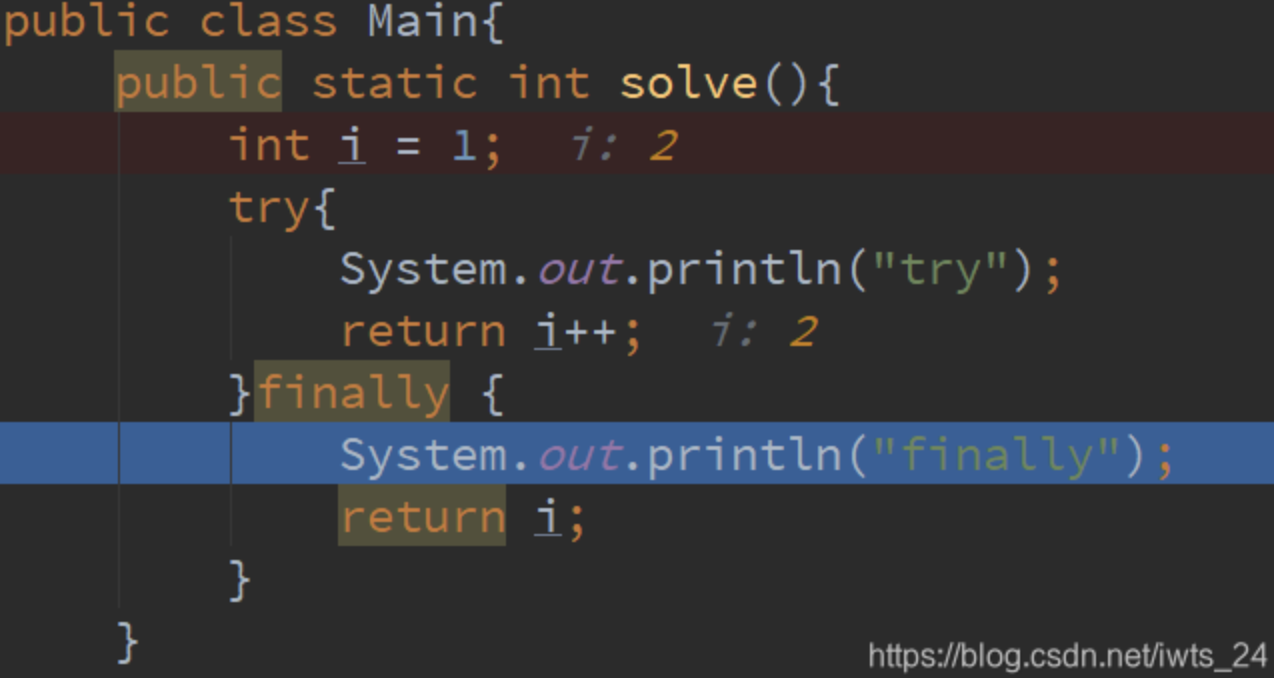 public class Main{
public static int solve(){
int i = 1;   i: 2
try{
System.out.println("try");
return i++;   i: 2
}finally {
System.out.println("finally");
return i;
}
}
https://blog.csdn.net/iwts_24